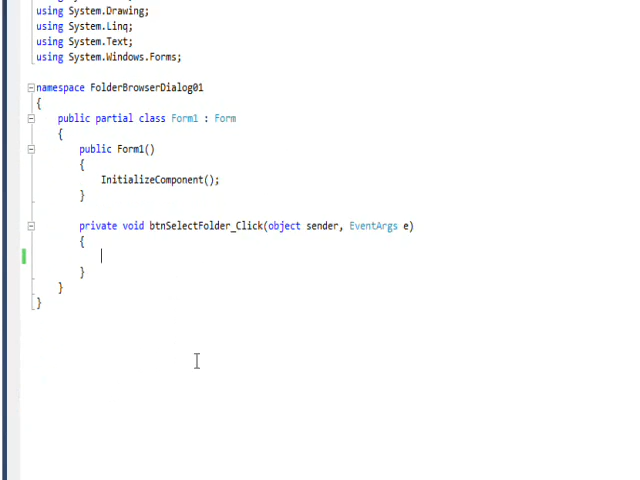 using System.Drawing;
using System.Linq;
using System.Text;
using System.Windows.Forms;
namespace FolderBrowserDialog01
{
public partial class Form1 : Form
{
public Form1()
{
InitializeComponent();
}
private void btnSelectFolder_Click(object sender, EventArgs e)
{
}
}
}